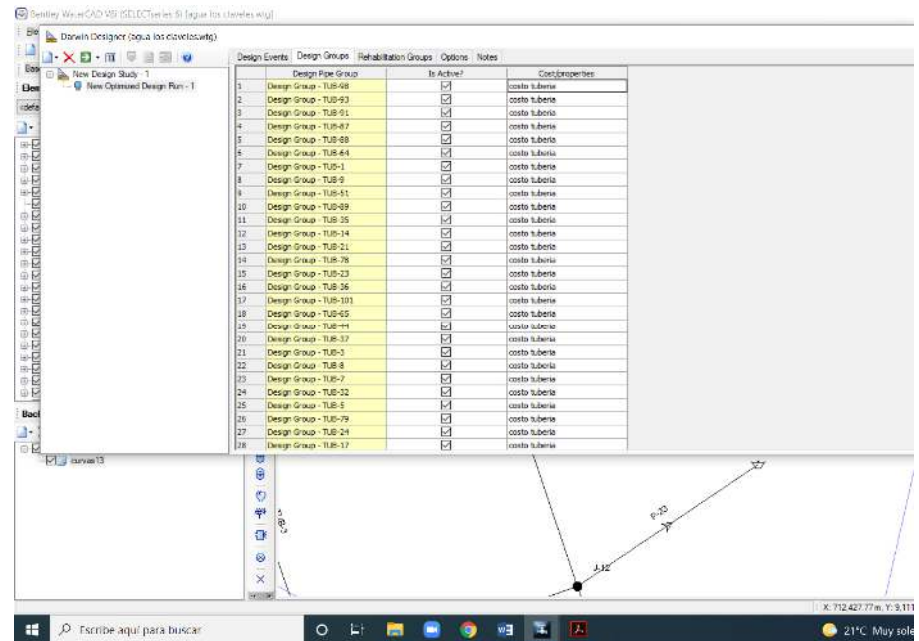 Bentley WaterCAD V8i (SELECTseries 6) [agua los claveles.wtg]
Darwin Designer (agua los claveles.wtg)
New Design Study - 1
New Optimized Design Run - 1
Design Events Design Groups Rehabilitation Groups Options Notes
Design Pipe Group Is Active? Cost/properties
1 Design Group - TUB-98 costo tuberia
2 Design Group - TUB-93 costo tuberia
3 Design Group - TUB-91 costo tuberia
4 Design Group - TUB-87 costo tuberia
5 Design Group - TUB-88 costo tuberia
6 Design Group - TUB-64 costo tuberia
7 Design Group - TUB-1 costo tuberia
8 Design Group - TUB-9 costo tuberia
9 Design Group - TUB-51 costo tuberia
10 Design Group - TUB-89 costo tuberia
11 Design Group - TUB-35 costo tuberia
12 Design Group - TUB-14 costo tuberia
13 Design Group - TUB-21 costo tuberia
14 Design Group - TUB-78 costo tuberia
15 Design Group - TUB-23 costo tuberia
16 Design Group - TUB-36 costo tuberia
17 Design Group - TUB-101 costo tuberia
18 Design Group - TUB-65 costo tuberia
19 Design Group - TUB-44 costo tuberia
20 Design Group - TUB-37 costo tuberia
21 Design Group - TUB-3 costo tuberia
22 Design Group - TUB-8 costo tuberia
23 Design Group - TUB-7 costo tuberia
24 Design Group - TUB-32 costo tuberia
25 Design Group - TUB-5 costo tuberia
26 Design Group - TUB-79 costo tuberia
27 Design Group - TUB-24 costo tuberia
28 Design Group - TUB-17 costo tuberia
Elem
<defa
Back
curvas13
P-23
J-12
X: 712,427.77 m, Y: 9,111
Escribe aquí para buscar
21°C Muy sole